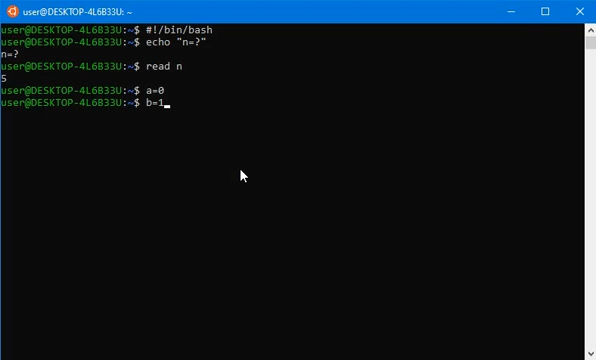 user@DESKTOP-4L6B33U: ~
user@DESKTOP-4L6B33U:~$ #!/bin/bash
user@DESKTOP-4L6B33U:~$ echo "n=?"
n=?
user@DESKTOP-4L6B33U:~$ read n
5
user@DESKTOP-4L6B33U:~$ a=0
user@DESKTOP-4L6B33U:~$ b=1